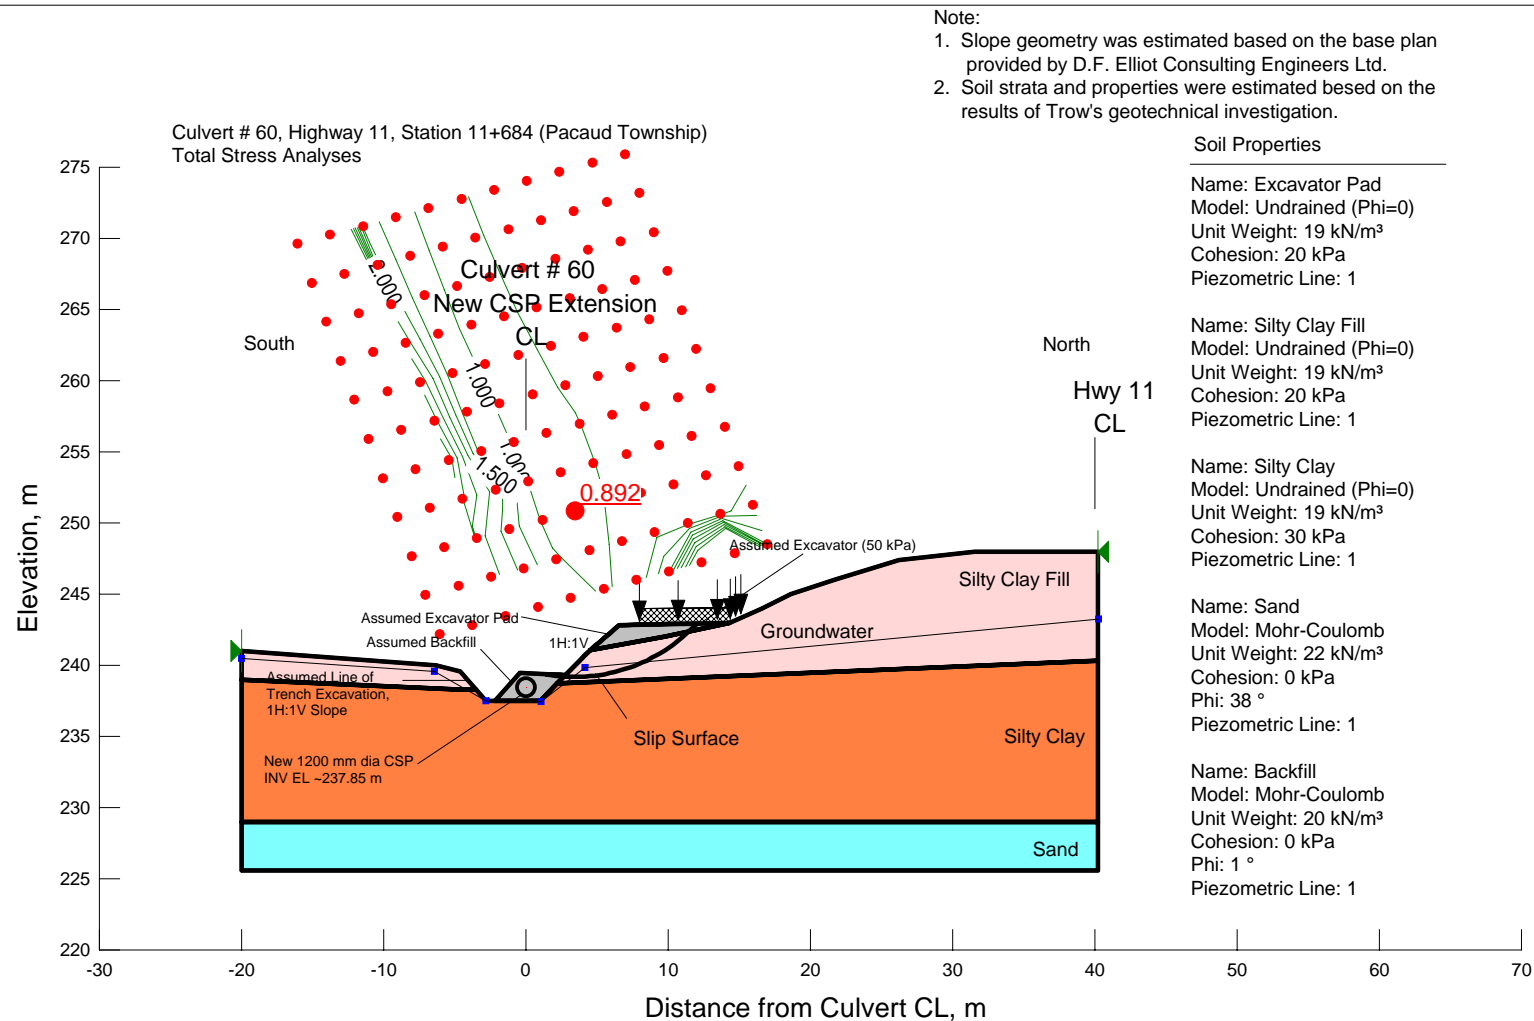 Note:
1. Slope geometry was estimated based on the base plan
provided by D.F. Elliot Consulting Engineers Ltd.
2. Soil strata and properties were estimated besed on the
results of Trow's geotechnical investigation.
Culvert # 60, Highway 11, Station 11+684 (Pacaud Township)
Total Stress Analyses
Soil Properties
Name: Excavator Pad
Model: Undrained (Phi=0)
Unit Weight: 19 kN/m³
Cohesion: 20 kPa
Piezometric Line: 1
Name: Silty Clay Fill
Model: Undrained (Phi=0)
Unit Weight: 19 kN/m³
Cohesion: 20 kPa
Piezometric Line: 1
Name: Silty Clay
Model: Undrained (Phi=0)
Unit Weight: 19 kN/m³
Cohesion: 30 kPa
Piezometric Line: 1
Name: Sand
Model: Mohr-Coulomb
Unit Weight: 22 kN/m³
Cohesion: 0 kPa
Phi: 38 °
Piezometric Line: 1
Name: Backfill
Model: Mohr-Coulomb
Unit Weight: 20 kN/m³
Cohesion: 0 kPa
Phi: 1 °
Piezometric Line: 1
Culvert # 60
New CSP Extension
CL
South
North
Hwy 11
CL
2.000
1.000
1.000
1.500
0.892
Assumed Excavator (50 kPa)
Silty Clay Fill
Assumed Excavator Pad
Assumed Backfill
1H:1V
Groundwater
Assumed Line of
Trench Excavation,
1H:1V Slope
Slip Surface
Silty Clay
New 1200 mm dia CSP
INV EL ~237.85 m
Sand
Elevation, m
275
270
265
260
255
250
245
240
235
230
225
220
-30
-20
-10
0
10
20
30
40
50
60
70
Distance from Culvert CL, m